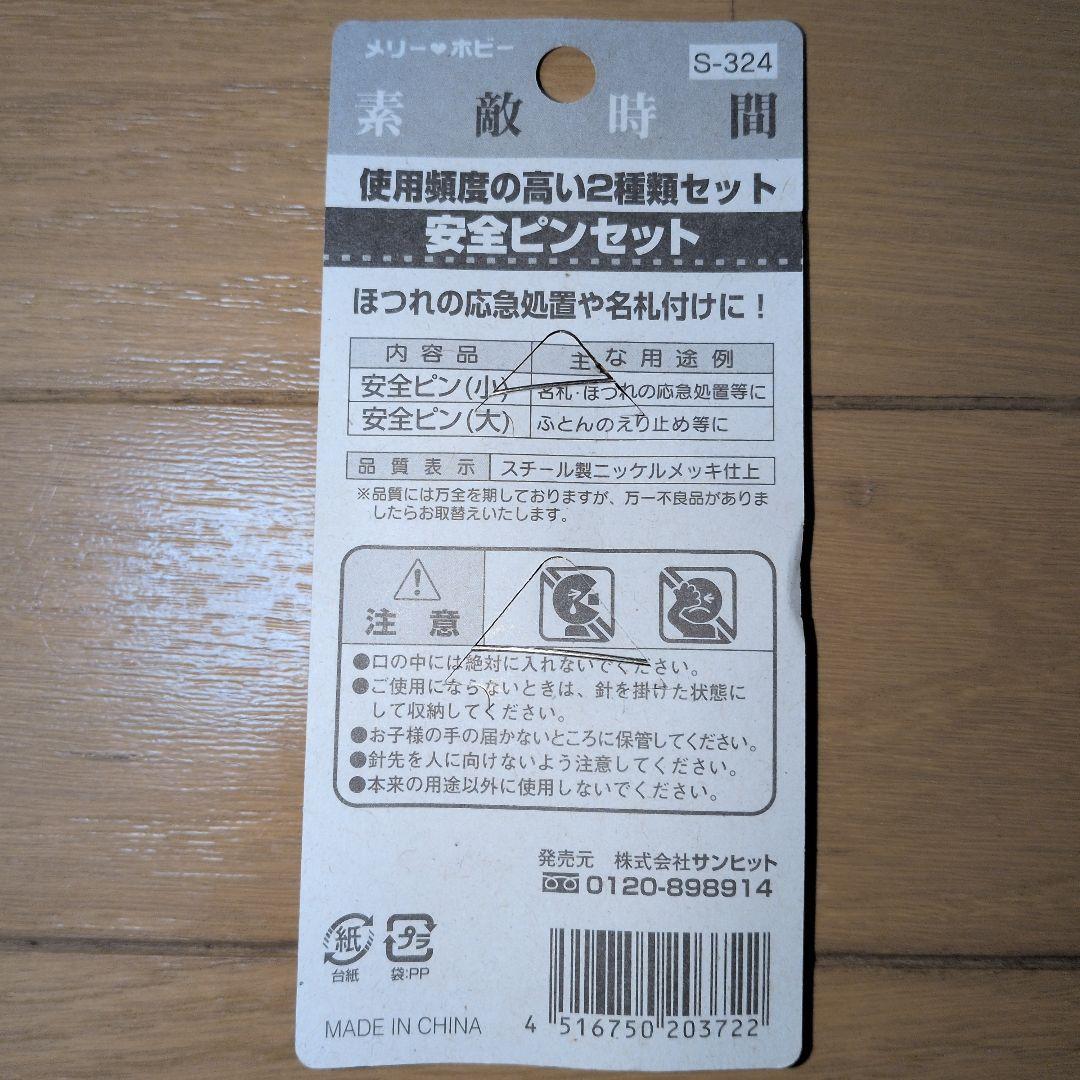 メリー♥ホビー
S-324
素敵時間
使用頻度の高い2種類セット
安全ピンセット
ほつれの応急処置や名札付けに！
内容品 主な用途例
安全ピン(小) 名札・ほつれの応急処置等に
安全ピン(大) ふとんのえり止め等に
品質表示 スチール製ニッケルメッキ仕上
※品質には万全を期しておりますが、万一不良品がありま
したらお取替えいたします。
注意
●口の中には絶対に入れないでください。
●ご使用にならないときは、針を掛けた状態に
して収納してください。
●お子様の手の届かないところに保管してください。
●針先を人に向けないよう注意してください。
●本来の用途以外に使用しないでください。
発売元 株式会社サンヒット
0120-898914
紙
台紙
プラ
袋:PP
MADE IN CHINA
4 516750 203722